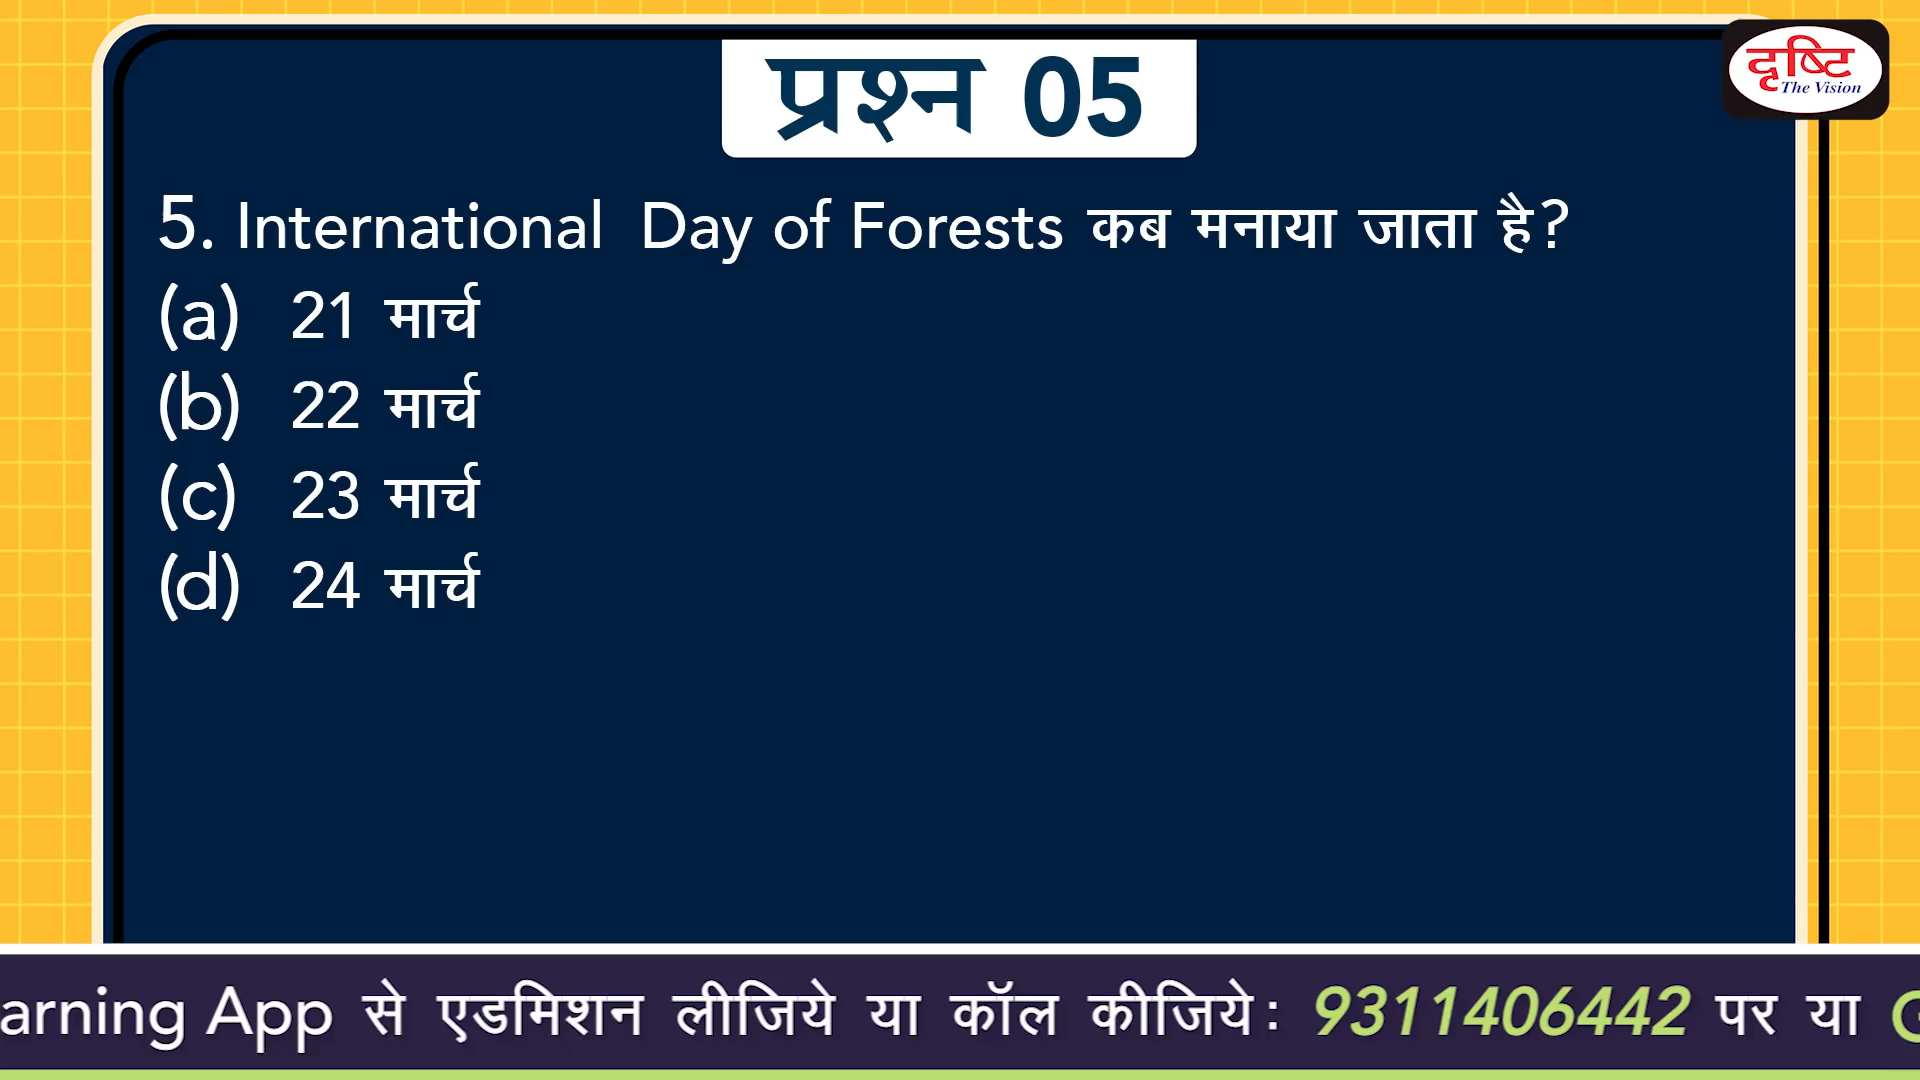 प्रश्न 05
दृष्टि
The Vision
5. International Day of Forests कब मनाया जाता है?
(a) 21 मार्च
(b) 22 मार्च
(c) 23 मार्च
(d) 24 मार्च
arning App से एडमिशन लीजिये या कॉल कीजिये: 9311406442 पर या